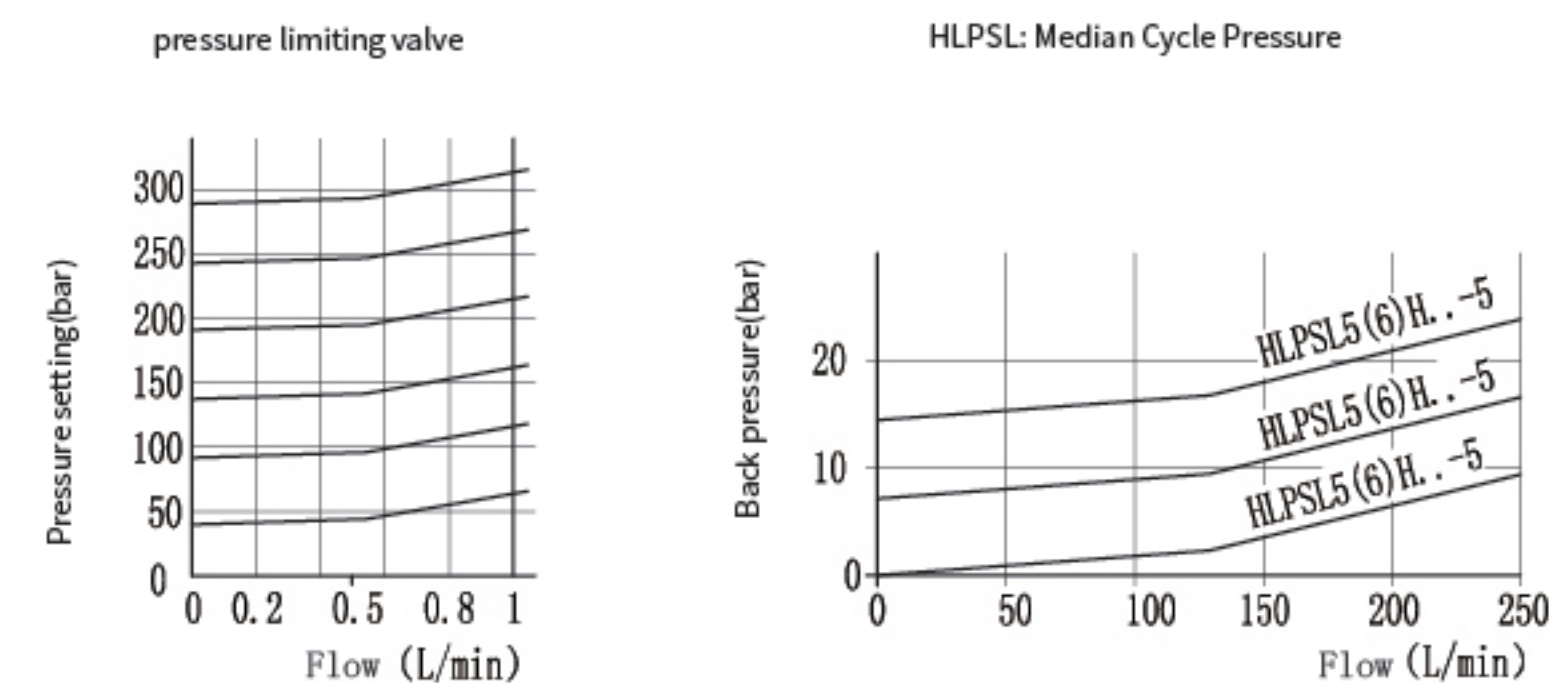 pressure limiting valve
Pressure setting(bar)
300
250
200
150
100
50
0
0 0.2 0.5 0.8 1
Flow (L/min)
HLPSL: Median Cycle Pressure
Back pressure(bar)
20
10
0
HLPSL5(6)H..-5
HLPSL5(6)H..-5
HLPSL5(6)H..-5
0 50 100 150 200 250
Flow (L/min)